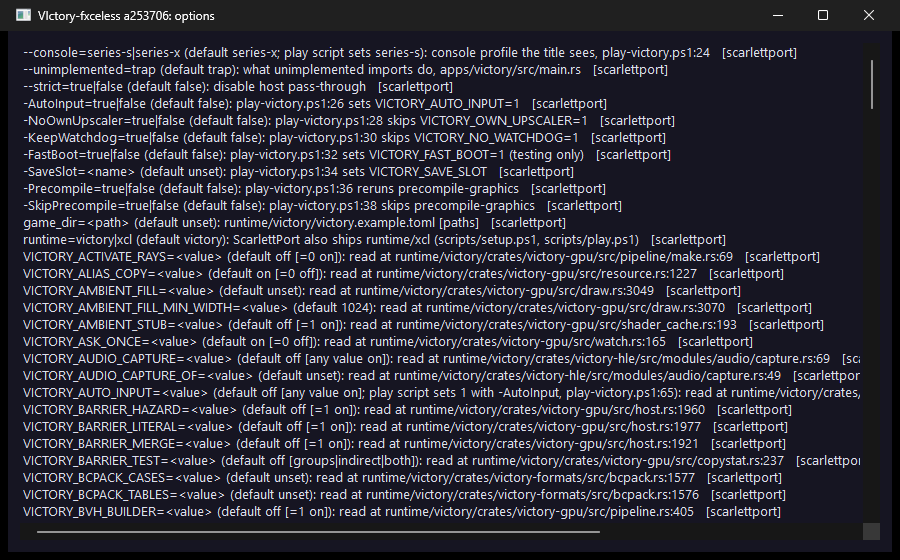 VIctory-fxceless a253706: options
--console=series-s|series-x (default series-x; play script sets series-s): console profile the title sees, play-victory.ps1:24 [scarlettport]
--unimplemented=trap (default trap): what unimplemented imports do, apps/victory/src/main.rs [scarlettport]
--strict=true|false (default false): disable host pass-through [scarlettport]
-AutoInput=true|false (default false): play-victory.ps1:26 sets VICTORY_AUTO_INPUT=1 [scarlettport]
-NoOwnUpscaler=true|false (default false): play-victory.ps1:28 skips VICTORY_OWN_UPSCALER=1 [scarlettport]
-KeepWatchdog=true|false (default false): play-victory.ps1:30 skips VICTORY_NO_WATCHDOG=1 [scarlettport]
-FastBoot=true|false (default false): play-victory.ps1:32 sets VICTORY_FAST_BOOT=1 (testing only) [scarlettport]
-SaveSlot=<name> (default unset): play-victory.ps1:34 sets VICTORY_SAVE_SLOT [scarlettport]
-Precompile=true|false (default false): play-victory.ps1:36 reruns precompile-graphics [scarlettport]
-SkipPrecompile=true|false (default false): play-victory.ps1:38 skips precompile-graphics [scarlettport]
game_dir=<path> (default unset): runtime/victory/victory.example.toml [paths] [scarlettport]
runtime=victory|xcl (default victory): ScarlettPort also ships runtime/xcl (scripts/setup.ps1, scripts/play.ps1) [scarlettport]
VICTORY_ACTIVATE_RAYS=<value> (default off [=0 on]): read at runtime/victory/crates/victory-gpu/src/pipeline/make.rs:69 [scarlettport]
VICTORY_ALIAS_COPY=<value> (default on [=0 off]): read at runtime/victory/crates/victory-gpu/src/resource.rs:1227 [scarlettport]
VICTORY_AMBIENT_FILL=<value> (default unset): read at runtime/victory/crates/victory-gpu/src/draw.rs:3049 [scarlettport]
VICTORY_AMBIENT_FILL_MIN_WIDTH=<value> (default 1024): read at runtime/victory/crates/victory-gpu/src/draw.rs:3070 [scarlettport]
VICTORY_AMBIENT_STUB=<value> (default off [=1 on]): read at runtime/victory/crates/victory-gpu/src/shader_cache.rs:193 [scarlettport]
VICTORY_ASK_ONCE=<value> (default on [=0 off]): read at runtime/victory/crates/victory-gpu/src/watch.rs:165 [scarlettport]
VICTORY_AUDIO_CAPTURE=<value> (default off [any value on]): read at runtime/victory/crates/victory-hle/src/modules/audio/capture.rs:69 [sca
VICTORY_AUDIO_CAPTURE_OF=<value> (default unset): read at runtime/victory/crates/victory-hle/src/modules/audio/capture.rs:49 [scarlettpor
VICTORY_AUTO_INPUT=<value> (default off [any value on]; play script sets 1 with -AutoInput, play-victory.ps1:65): read at runtime/victory/crates/
VICTORY_BARRIER_HAZARD=<value> (default off [=1 on]): read at runtime/victory/crates/victory-gpu/src/host.rs:1960 [scarlettport]
VICTORY_BARRIER_LITERAL=<value> (default off [=1 on]): read at runtime/victory/crates/victory-gpu/src/host.rs:1977 [scarlettport]
VICTORY_BARRIER_MERGE=<value> (default off [=1 on]): read at runtime/victory/crates/victory-gpu/src/host.rs:1921 [scarlettport]
VICTORY_BARRIER_TEST=<value> (default off [groups|indirect|both]): read at runtime/victory/crates/victory-gpu/src/copystat.rs:237 [scarlettpor
VICTORY_BCPACK_CASES=<value> (default unset): read at runtime/victory/crates/victory-formats/src/bcpack.rs:1577 [scarlettport]
VICTORY_BCPACK_TABLES=<value> (default unset): read at runtime/victory/crates/victory-formats/src/bcpack.rs:1576 [scarlettport]
VICTORY_BVH_BUILDER=<value> (default off [=1 on]): read at runtime/victory/crates/victory-gpu/src/pipeline.rs:405 [scarlettport]